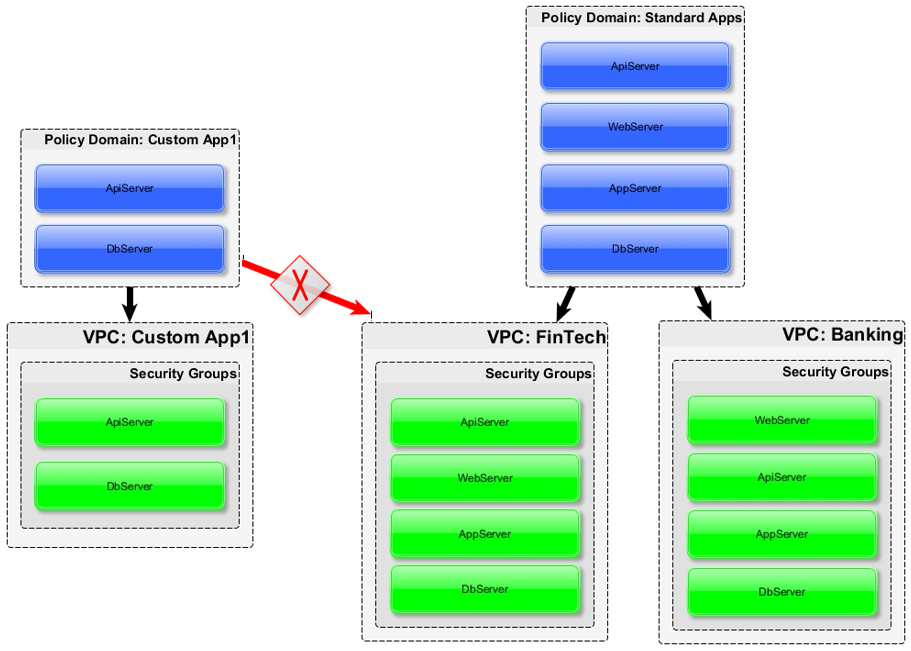 Policy Domain: Standard Apps
ApiServer
WebServer
AppServer
DbServer
Policy Domain: Custom App1
ApiServer
DbServer
X
VPC: Custom App1
Security Groups
ApiServer
DbServer
VPC: FinTech
Security Groups
ApiServer
WebServer
AppServer
DbServer
VPC: Banking
Security Groups
WebServer
ApiServer
AppServer
DbServer